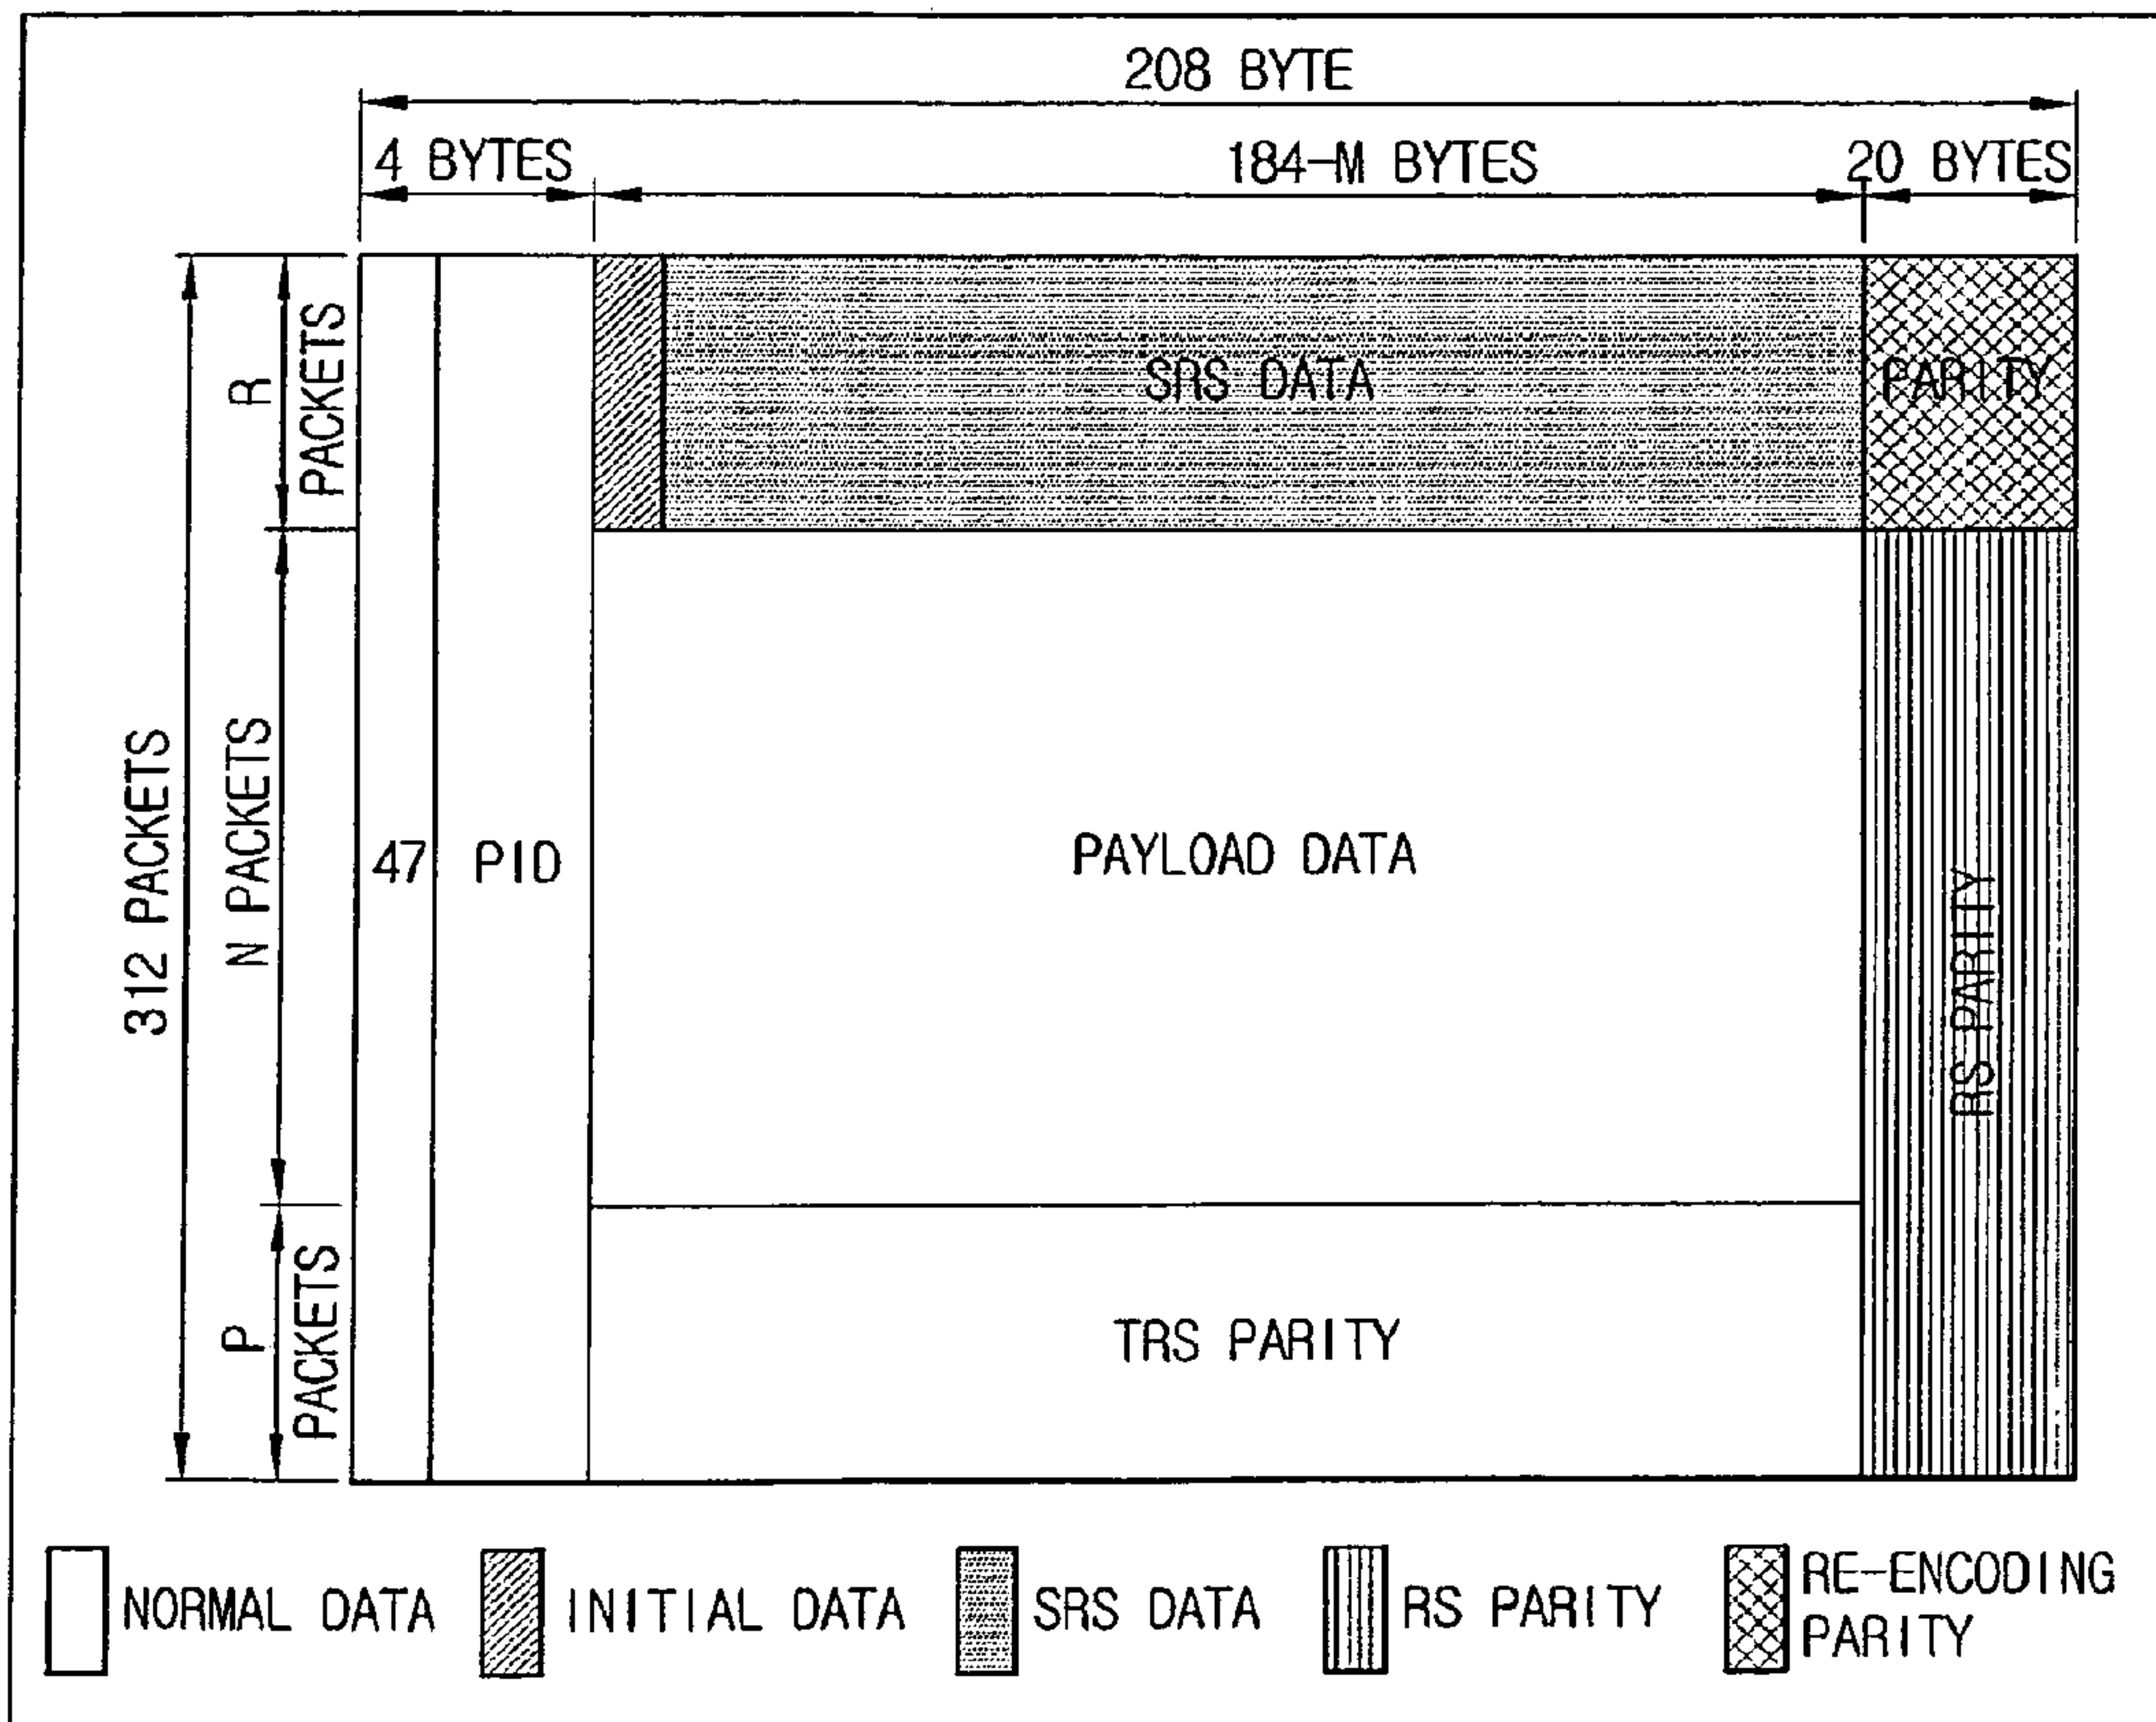 208 BYTE
4 BYTES
184-M BYTES
20 BYTES
R
PACKETS
SRS DATA
PARITY
312 PACKETS
N PACKETS
47
PID
PAYLOAD DATA
RS PARITY
P
PACKETS
TRS PARITY
NORMAL DATA
INITIAL DATA
SRS DATA
RS PARITY
RE-ENCODING
PARITY